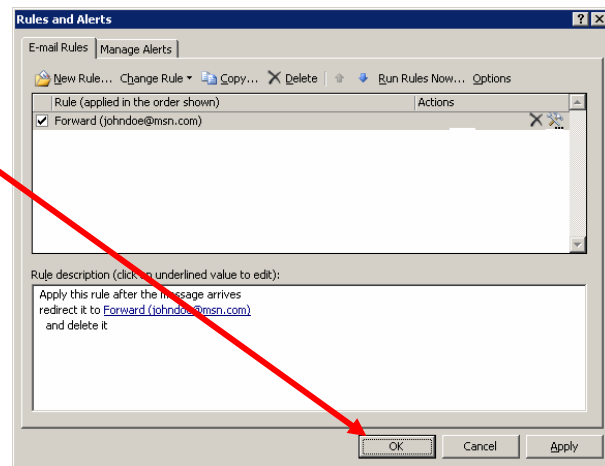 Rules and Alerts
E-mail Rules Manage Alerts
New Rule... Change Rule Copy... Delete Run Rules Now... Options
Rule (applied in the order shown) Actions
Forward (johndoe@msn.com)
Rule description (click an underlined value to edit):
Apply this rule after the message arrives
redirect it to Forward (johndoe@msn.com)
and delete it
OK Cancel Apply